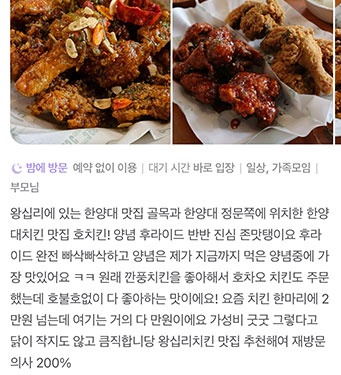 밤에 방문 예약 없이 이용 | 대기 시간 바로 입장 | 일상, 가족모임 |
부모님
왕십리에 있는 한양대 맛집 골목과 한양대 정문쪽에 위치한 한양
대치킨 맛집 호치킨! 양념 후라이드 반반 진심 존맛탱이요 후라
이드 완전 빠삭빠삭하고 양념은 제가 지금까지 먹은 양념중에 가
장 맛있어요 ㅋㅋ 원래 깐풍치킨을 좋아해서 호차오 치킨도 주문
했는데 호불호없이 다 좋아하는 맛이에요! 요즘 치킨 한마리에 2
만원 넘는데 여기는 거의 다 만원이에요 가성비 굿굿 그렇다고
닭이 작지도 않고 큼직합니당 왕십리치킨 맛집 추천해여 재방문
의사 200%